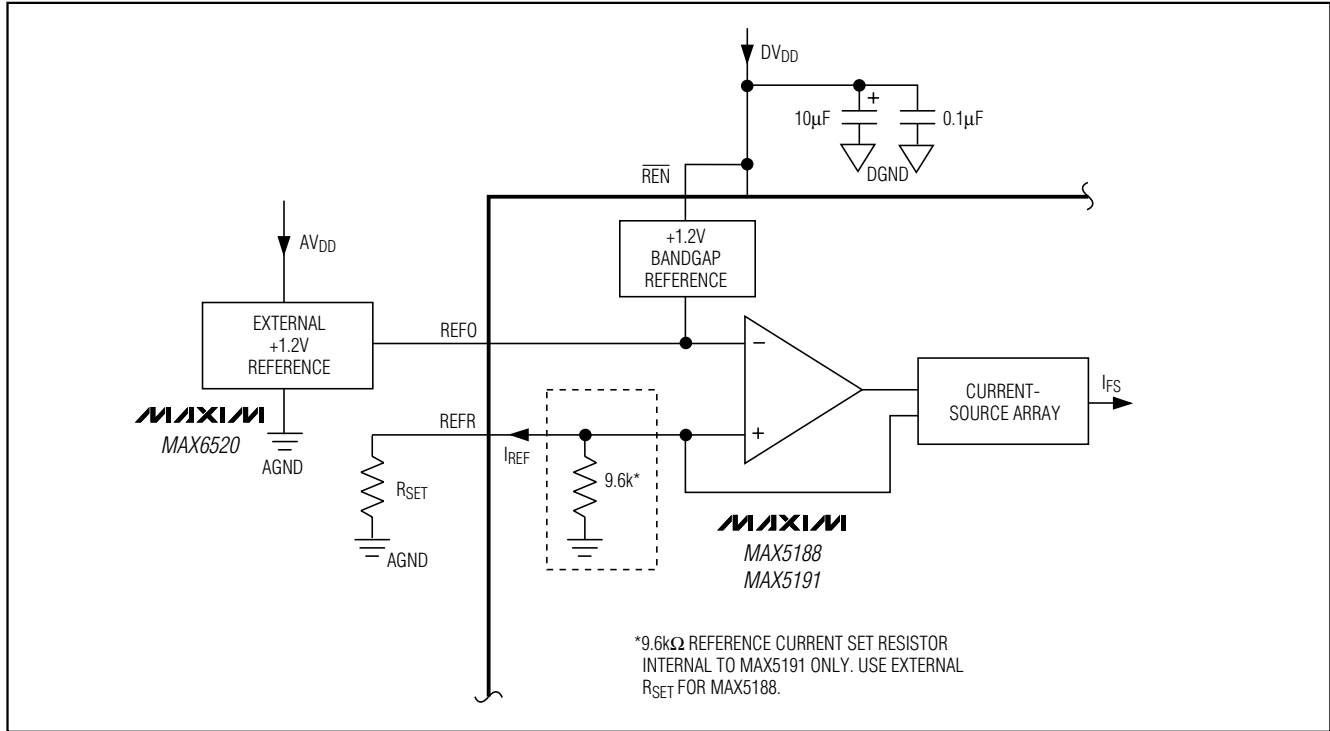 DVDD
10µF
+
0.1µF
DGND
REN
AVDD
+1.2V
BANDGAP
REFERENCE
EXTERNAL
+1.2V
REFERENCE
REFO
−
CURRENT-
SOURCE ARRAY
IFS
MAXIM
MAX6520
AGND
REFR
IREF
+
9.6k*
RSET
AGND
MAXIM
MAX5188
MAX5191
*9.6kΩ REFERENCE CURRENT SET RESISTOR
INTERNAL TO MAX5191 ONLY. USE EXTERNAL
RSET FOR MAX5188.